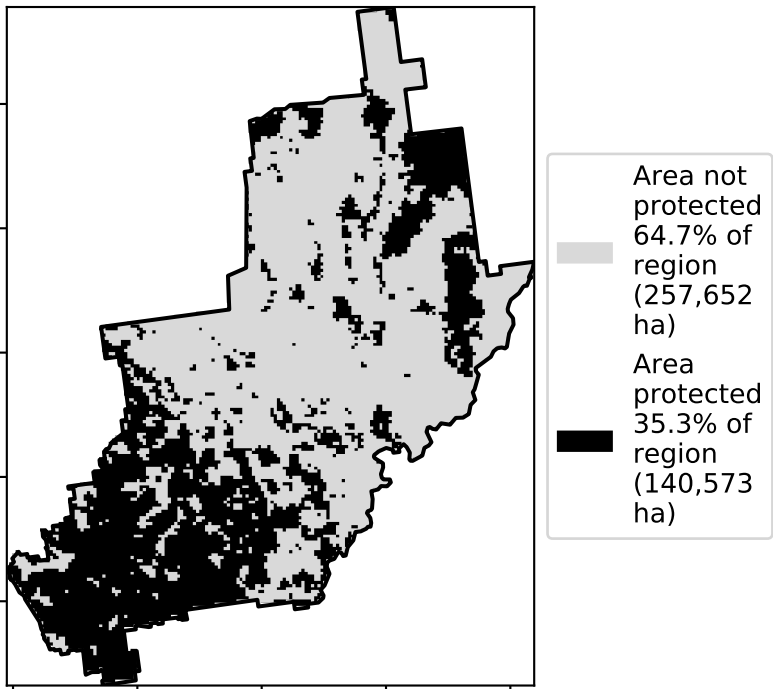 Area not
protected
64.7% of
region
(257,652
ha)
Area
protected
35.3% of
region
(140,573
ha)